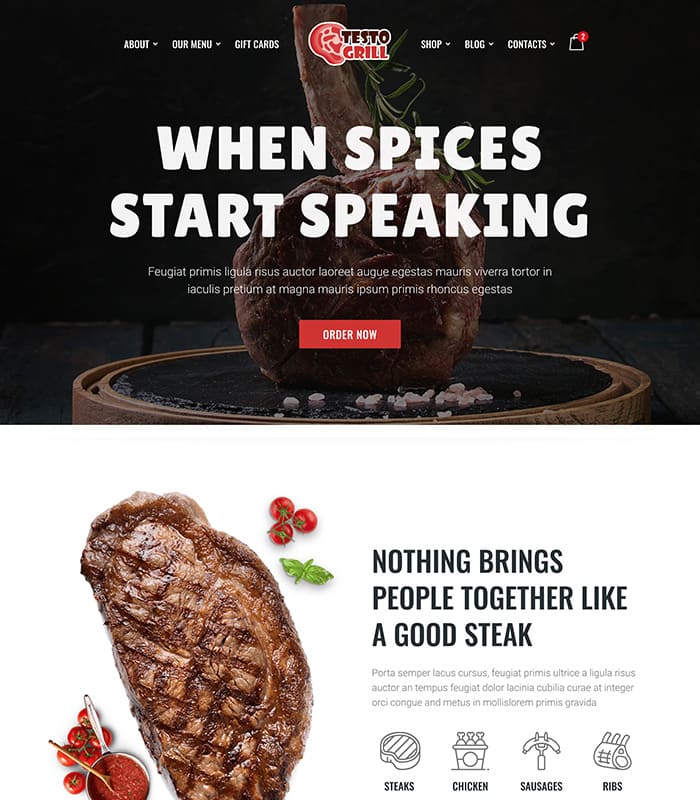 ABOUT
OUR MENU
GIFT CARDS
TESTO
GRILL
SHOP
BLOG
CONTACTS
2
WHEN SPICES
START SPEAKING
Feugiat primis ligula risus auctor laoreet augue egestas mauris viverra tortor in
iaculis pretium at magna mauris ipsum primis rhoncus egestas
ORDER NOW
NOTHING BRINGS
PEOPLE TOGETHER LIKE
A GOOD STEAK
Porta semper lacus cursus, feugiat primis ultrice a ligula risus
auctor an tempus feugiat dolor lacinia cubilia curae at integer
orci congue and metus in mollislorem primis gravida
STEAKS
CHICKEN
SAUSAGES
RIBS